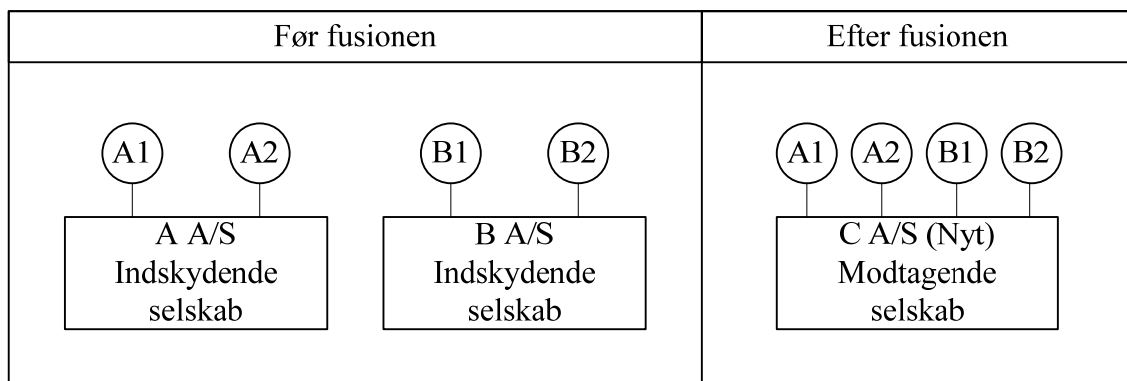 Før fusionen
Efter fusionen
A1
A2
B1
B2
A1
A2
B1
B2
A A/S
Indskydende
selskab
B A/S
Indskydende
selskab
C A/S (Nyt)
Modtagende
selskab